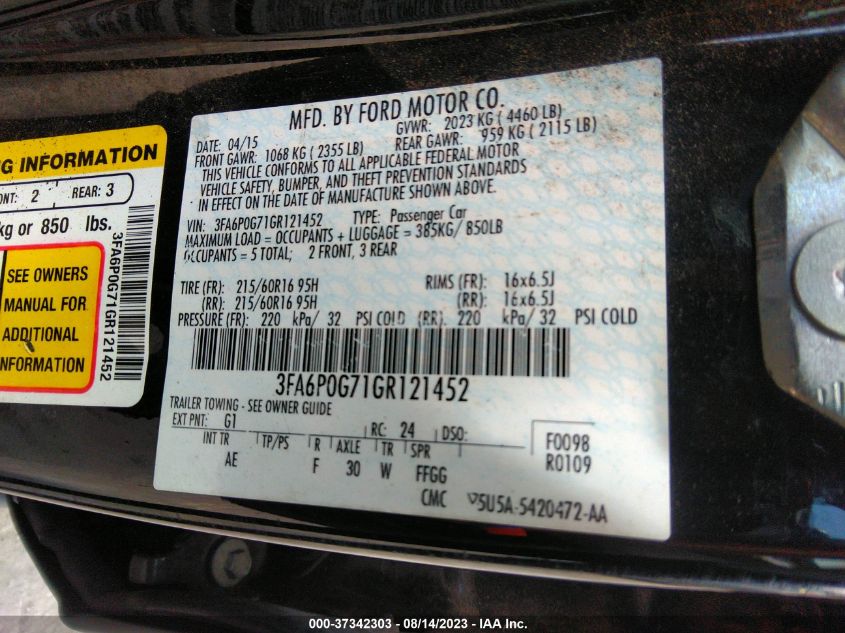 NG INFORMATION
FRONT: 2 REAR: 3
kg or 850 lbs.
3FA6P0G71GR121452
SEE OWNERS
MANUAL FOR
ADDITIONAL
INFORMATION
MFD. BY FORD MOTOR CO.
DATE: 04/15 GVWR: 2023 KG ( 4460 LB)
FRONT GAWR: 1068 KG ( 2355 LB) REAR GAWR: 959 KG ( 2115 LB)
THIS VEHICLE CONFORMS TO ALL APPLICABLE FEDERAL MOTOR
VEHICLE SAFETY, BUMPER, AND THEFT PREVENTION STANDARDS
IN EFFECT ON THE DATE OF MANUFACTURE SHOWN ABOVE.
VIN: 3FA6P0G71GR121452 TYPE: Passenger Car
MAXIMUM LOAD = OCCUPANTS + LUGGAGE = 385KG/ 850LB
OCCUPANTS = 5 TOTAL; 2 FRONT, 3 REAR
TIRE (FR): 215/60R16 95H RIMS (FR): 16x6.5J
(RR): 215/60R16 95H (RR): 16x6.5J
PRESSURE (FR): 220 kPa/ 32 PSI COLD (RR): 220 kPa/ 32 PSI COLD
3FA6P0G71GR121452
TRAILER TOWING - SEE OWNER GUIDE
EXT PNT: G1 RC: 24 DSO: F0098
INT TR TP/PS R AXLE TR SPR R0109
AE F 30 W FFGG
CMC V5U5A-5420472-AA
000-37342303 - 08/14/2023 - IAA Inc.